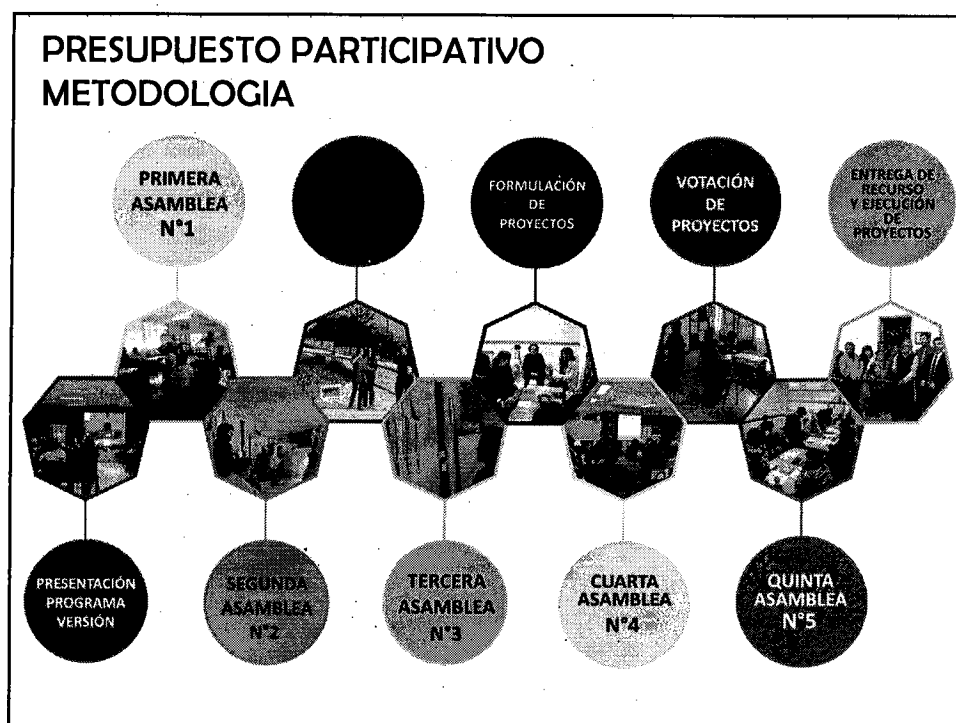 PRESUPUESTO PARTICIPATIVO
METODOLOGIA
PRIMERA
ASAMBLEA
N°1
FORMULACIÓN
DE
PROYECTOS
VOTACIÓN
DE
PROYECTOS
ENTREGA DE
RECURSO
Y EJECUCIÓN
DE
PROYECTOS
PRESENTACIÓN
PROGRAMA
VERSIÓN
SEGUNDA
ASAMBLEA
N°2
TERCERA
ASAMBLEA
N°3
CUARTA
ASAMBLEA
N°4
QUINTA
ASAMBLEA
N°5